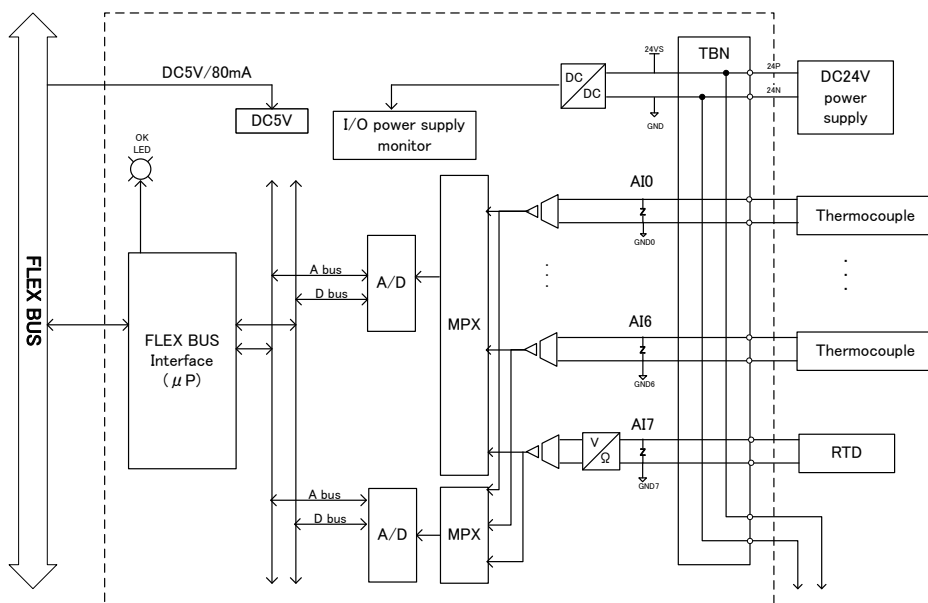 FLEX BUS
DC5V/80mA
DC5V
OK
LED
I/O power supply
monitor
DC
DC
24VS
GND
TBN
24P
24N
DC24V
power
supply
FLEX BUS
Interface
(μP)
A bus
D bus
A/D
MPX
AI0
Z
GND0
Thermocouple
AI6
Z
GND6
Thermocouple
AI7
V
Ω
Z
GND7
RTD
A bus
D bus
A/D
MPX